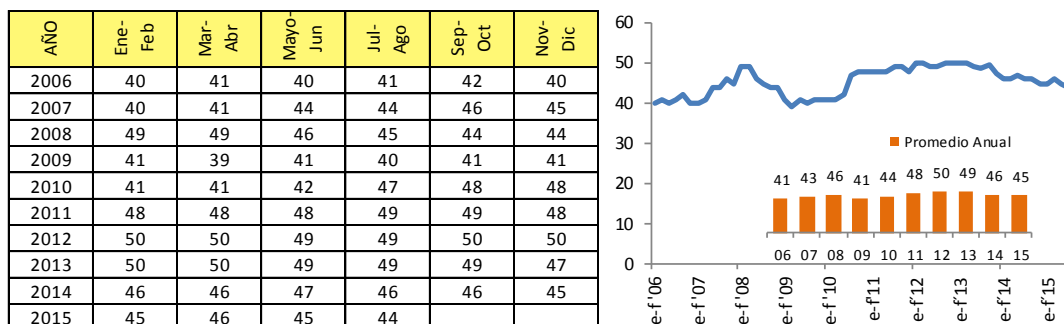 AÑO Ene-Feb Mar-Abr Mayo-Jun Jul-Ago Sep-Oct Nov-Dic
2006 40 41 40 41 42 40
2007 40 41 44 44 46 45
2008 49 49 46 45 44 44
2009 41 39 41 40 41 41
2010 41 41 42 47 48 48
2011 48 48 48 49 49 48
2012 50 50 49 49 50 50
2013 50 50 49 49 49 47
2014 46 46 47 46 46 45
2015 45 46 45 44
60
50
40
30
20
10
0
Promedio Anual
41 43 46 41 44 48 50 49 46 45
06 07 08 09 10 11 12 13 14 15
e-f '06 e-f '07 e-f '08 e-f '09 e-f '10 e-f'11 e-f'12 e-f'13 e-f'14 e-f'15